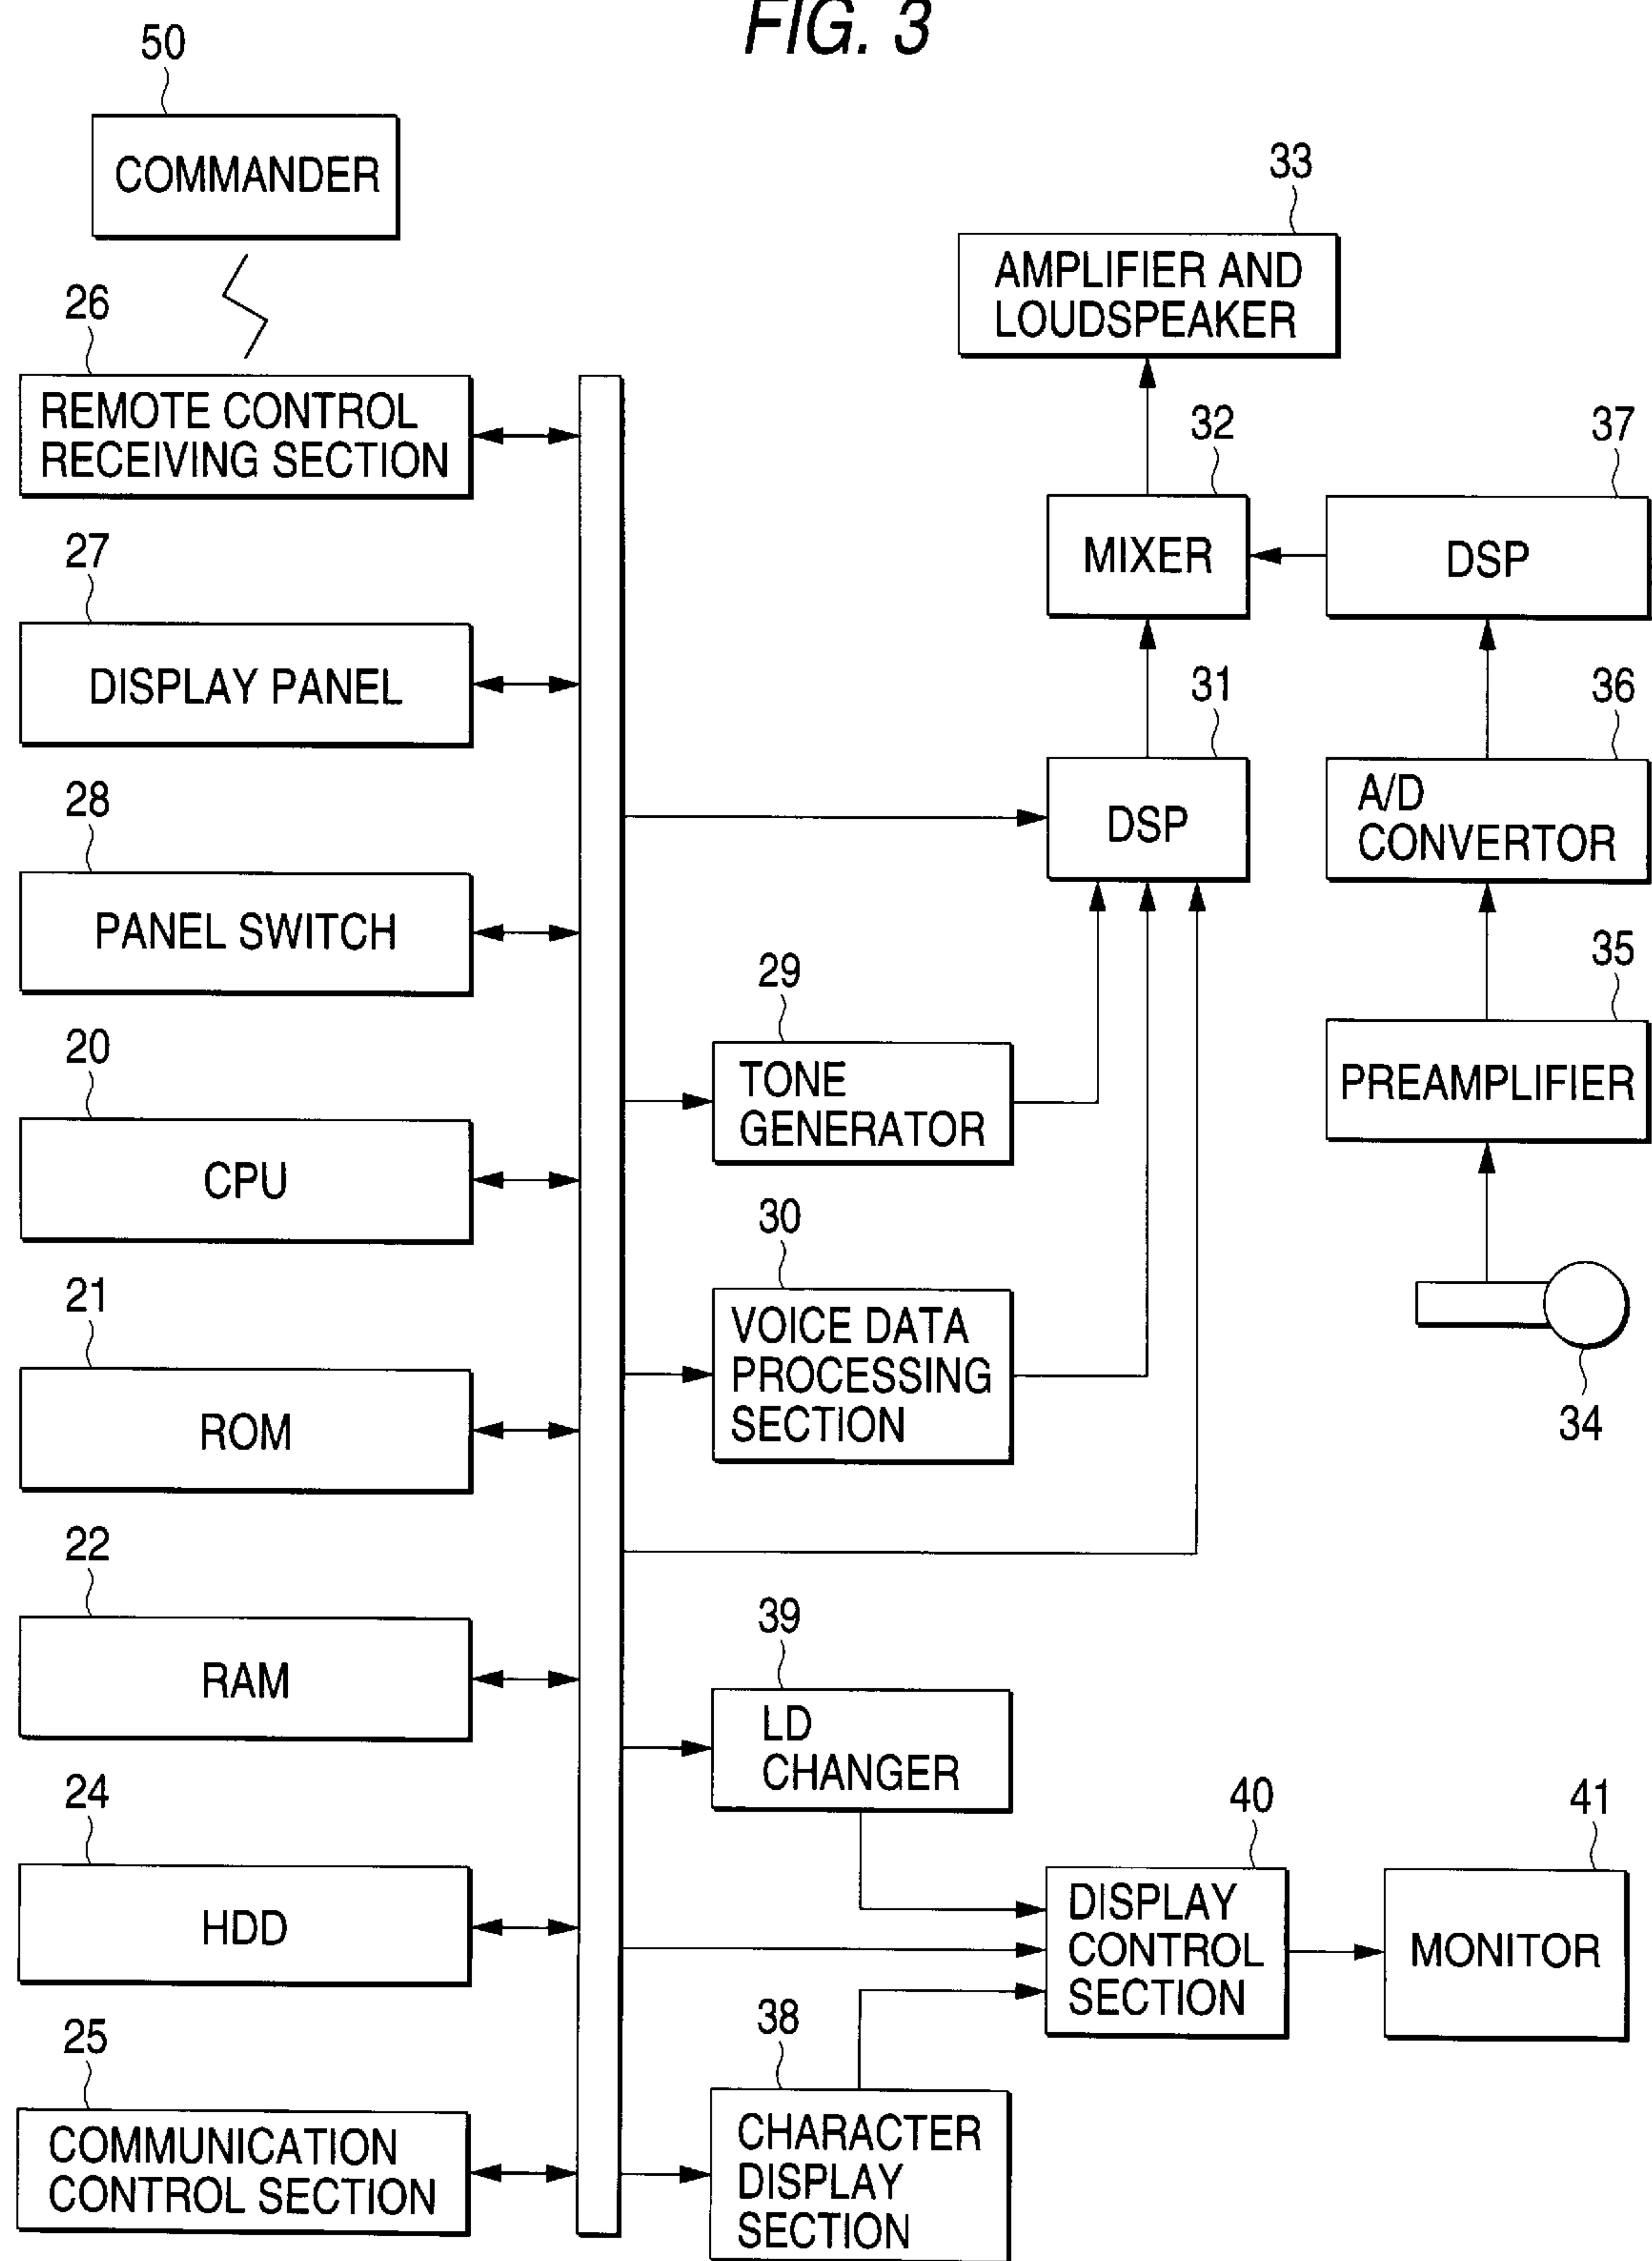 FIG. 3
50
COMMANDER
26
REMOTE CONTROL
RECEIVING SECTION
27
DISPLAY PANEL
28
PANEL SWITCH
20
CPU
21
ROM
22
RAM
24
HDD
25
COMMUNICATION
CONTROL SECTION
33
AMPLIFIER AND
LOUDSPEAKER
32
MIXER
37
DSP
31
DSP
36
A/D
CONVERTOR
35
PREAMPLIFIER
34
29
TONE
GENERATOR
30
VOICE DATA
PROCESSING
SECTION
39
LD
CHANGER
40
DISPLAY
CONTROL
SECTION
41
MONITOR
38
CHARACTER
DISPLAY
SECTION